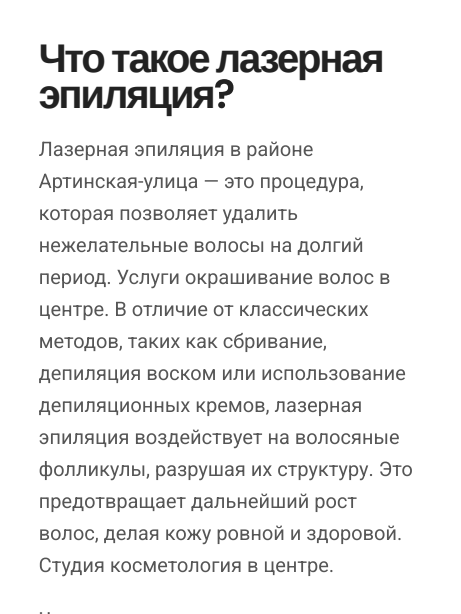 Что такое лазерная
эпиляция?
Лазерная эпиляция в районе
Артинская-улица — это процедура,
которая позволяет удалить
нежелательные волосы на долгий
период. Услуги окрашивание волос в
центре. В отличие от классических
методов, таких как сбривание,
депиляция воском или использование
депиляционных кремов, лазерная
эпиляция воздействует на волосяные
фолликулы, разрушая их структуру. Это
предотвращает дальнейший рост
волос, делая кожу ровной и здоровой.
Студия косметология в центре.